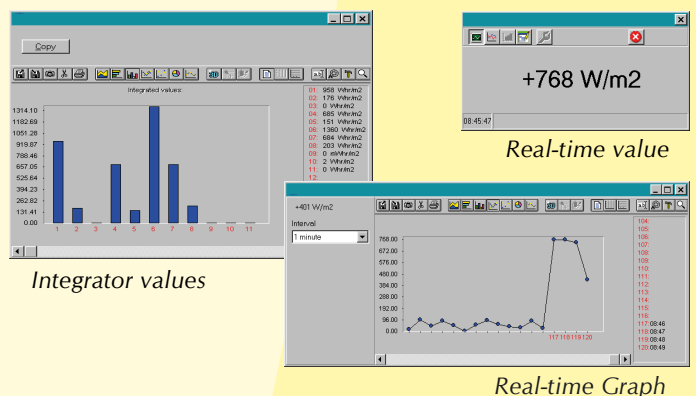 Copy
Integrated values:
1314.10
1182.69
1051.28
919.87
788.46
657.05
525.64
394.23
262.82
131.41
0.00
1 2 3 4 5 6 7 8 9 10 11
01: 958 Whr/m2
02: 176 Whr/m2
03: 0 Whr/m2
04: 685 Whr/m2
05: 151 Whr/m2
06: 1360 Whr/m2
07: 684 Whr/m2
08: 203 Whr/m2
09: 0 mWhr/m2
10: 2 Whr/m2
11: 0 Whr/m2
12:
Integrator values
+768 W/m2
08:45:47
Real-time value
+401 W/m2
Interval
1 minute
768.00
672.00
576.00
480.00
384.00
288.00
192.00
96.00
0.00
117 118 119 120
104:
105:
106:
107:
108:
109:
110:
111:
112:
113:
114:
115:
116:
117: 08:46
118: 08:47
119: 08:48
120: 08:49
Real-time Graph